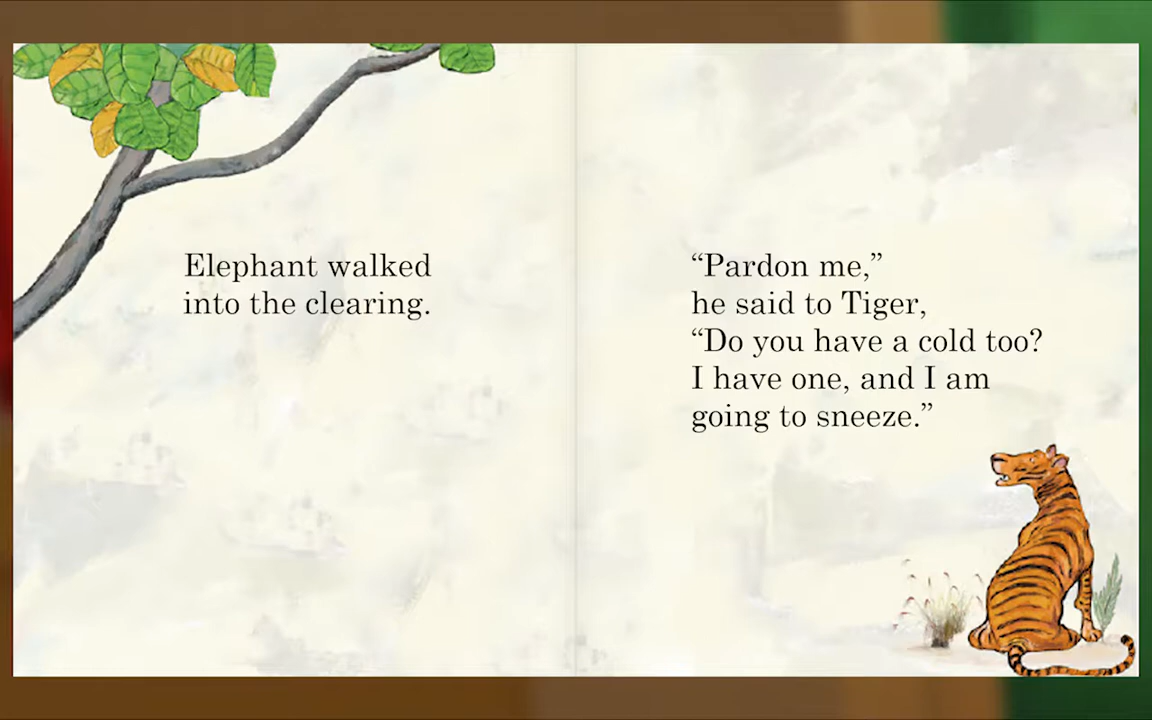 Elephant walked
into the clearing.
“Pardon me,”
he said to Tiger,
“Do you have a cold too?
I have one, and I am
going to sneeze.”